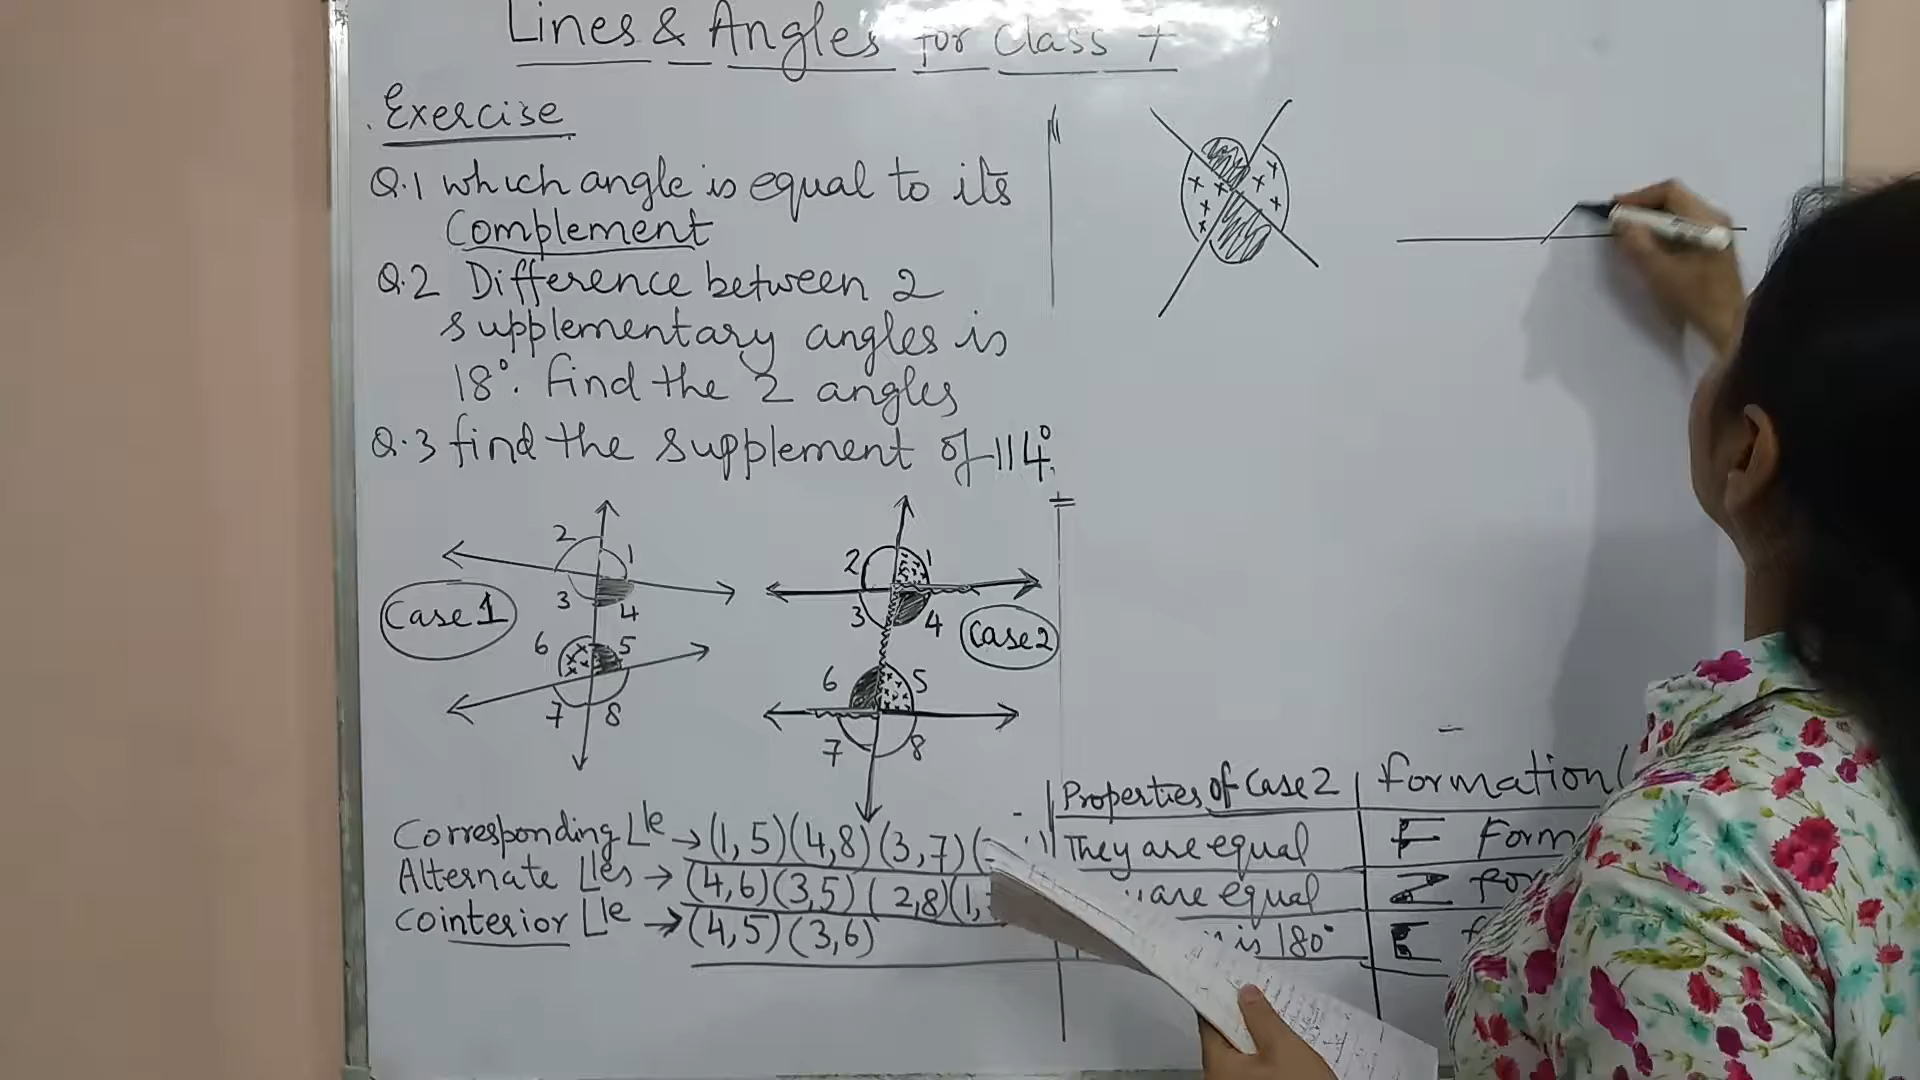 Lines & Angles for Class 7
Exercise
Q.1 which angle is equal to its
Complement
Q.2 Difference between 2
supplementary angles is
18°. find the 2 angles
Q.3 find the supplement of 114°.
2 1
3 4
6 5
7 8
Case 1
2 1
3 4
6 5
7 8
Case 2
Corresponding ∠le → (1, 5) (4, 8) (3, 7) (
Alternate ∠les → (4, 6) (3, 5) (2, 8) (1,
Cointerior ∠le → (4, 5) (3, 6)
Properties of Case 2 formation (
They are equal F Form
are equal Z for
is 180° E f